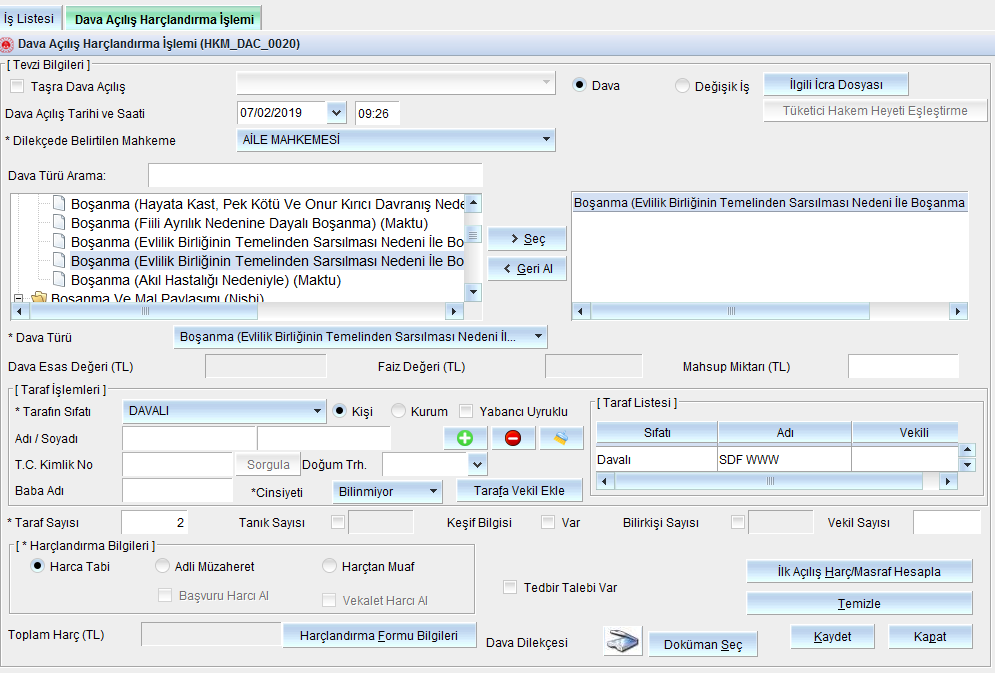 İş Listesi Dava Açılış Harçlandırma İşlemi
Dava Açılış Harçlandırma İşlemi (HKM_DAC_0020)
[ Tevzi Bilgileri ]
Taşra Dava Açılış Dava Değişik İş İlgili İcra Dosyası
Dava Açılış Tarihi ve Saati 07/02/2019 09:26 Tüketici Hakem Heyeti Eşleştirme
* Dilekçede Belirtilen Mahkeme AİLE MAHKEMESİ
Dava Türü Arama:
Boşanma (Hayata Kast, Pek Kötü Ve Onur Kırıcı Davranış Nede
Boşanma (Fiili Ayrılık Nedenine Dayalı Boşanma) (Maktu)
Boşanma (Evlilik Birliğinin Temelinden Sarsılması Nedeni İle Bo
Boşanma (Evlilik Birliğinin Temelinden Sarsılması Nedeni İle Bo
Boşanma (Akıl Hastalığı Nedeniyle) (Maktu)
Boşanma Ve Mal Paylaşımı (Nisbi)
> Seç
< Geri Al
Boşanma (Evlilik Birliğinin Temelinden Sarsılması Nedeni İle Boşanma
* Dava Türü Boşanma (Evlilik Birliğinin Temelinden Sarsılması Nedeni İl...
Dava Esas Değeri (TL) Faiz Değeri (TL) Mahsup Miktarı (TL)
[ Taraf İşlemleri ]
* Tarafın Sıfatı DAVALI Kişi Kurum Yabancı Uyruklu
Adı / Soyadı
T.C. Kimlik No Sorgula Doğum Trh.
Baba Adı *Cinsiyeti Bilinmiyor Tarafa Vekil Ekle
[ Taraf Listesi ]
Sıfatı Adı Vekili
Davalı SDF WWW
* Taraf Sayısı 2 Tanık Sayısı Keşif Bilgisi Var Bilirkişi Sayısı Vekil Sayısı
[ * Harçlandırma Bilgileri ]
Harca Tabi Adli Müzaheret Harçtan Muaf
Başvuru Harcı Al Vekalet Harcı Al
Tedbir Talebi Var
İlk Açılış Harç/Masraf Hesapla
Temizle
Toplam Harç (TL) Harçlandırma Formu Bilgileri Dava Dilekçesi Doküman Seç Kaydet Kapat